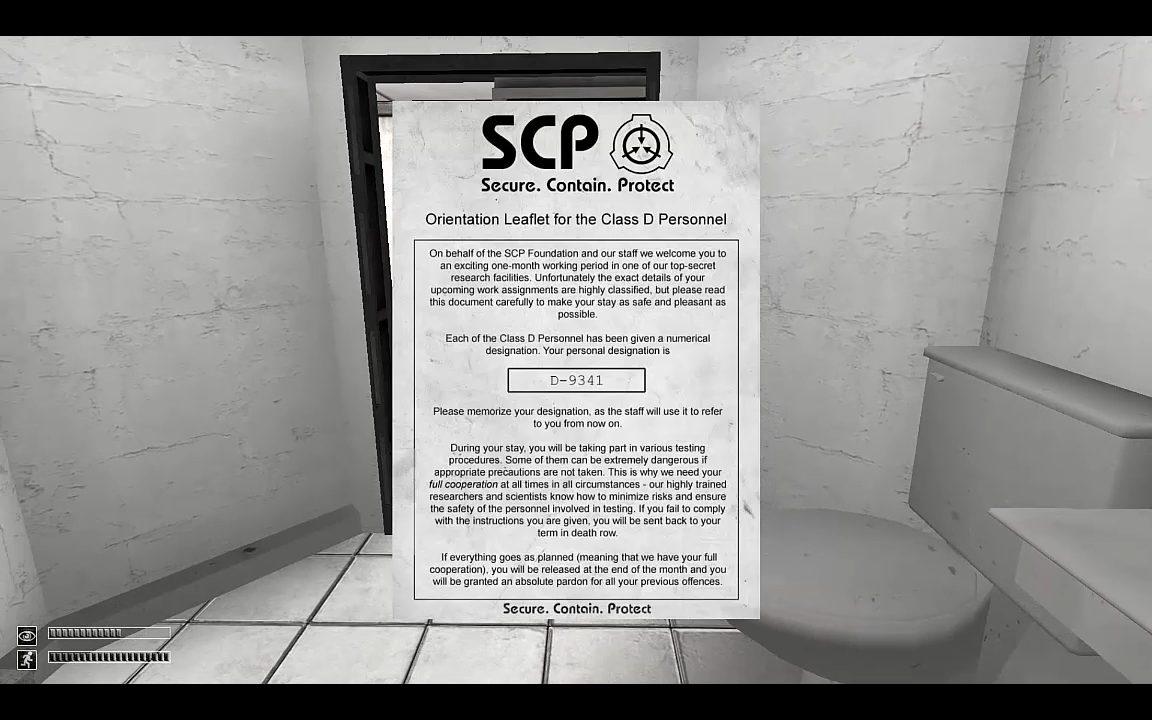 SCP
Secure. Contain. Protect
Orientation Leaflet for the Class D Personnel
On behalf of the SCP Foundation and our staff we welcome you to
an exciting one-month working period in one of our top-secret
research facilities. Unfortunately the exact details of your
upcoming work assignments are highly classified, but please read
this document carefully to make your stay as safe and pleasant as
possible.
Each of the Class D Personnel has been given a numerical
designation. Your personal designation is
D-9341
Please memorize your designation, as the staff will use it to refer
to you from now on.
During your stay, you will be taking part in various testing
procedures. Some of them can be extremely dangerous if
appropriate precautions are not taken. This is why we need your
full cooperation at all times in all circumstances - our highly trained
researchers and scientists know how to minimize risks and ensure
the safety of the personnel involved in testing. If you fail to comply
with the instructions you are given, you will be sent back to your
term in death row.
If everything goes as planned (meaning that we have your full
cooperation), you will be released at the end of the month and you
will be granted an absolute pardon for all your previous offences.
Secure. Contain. Protect